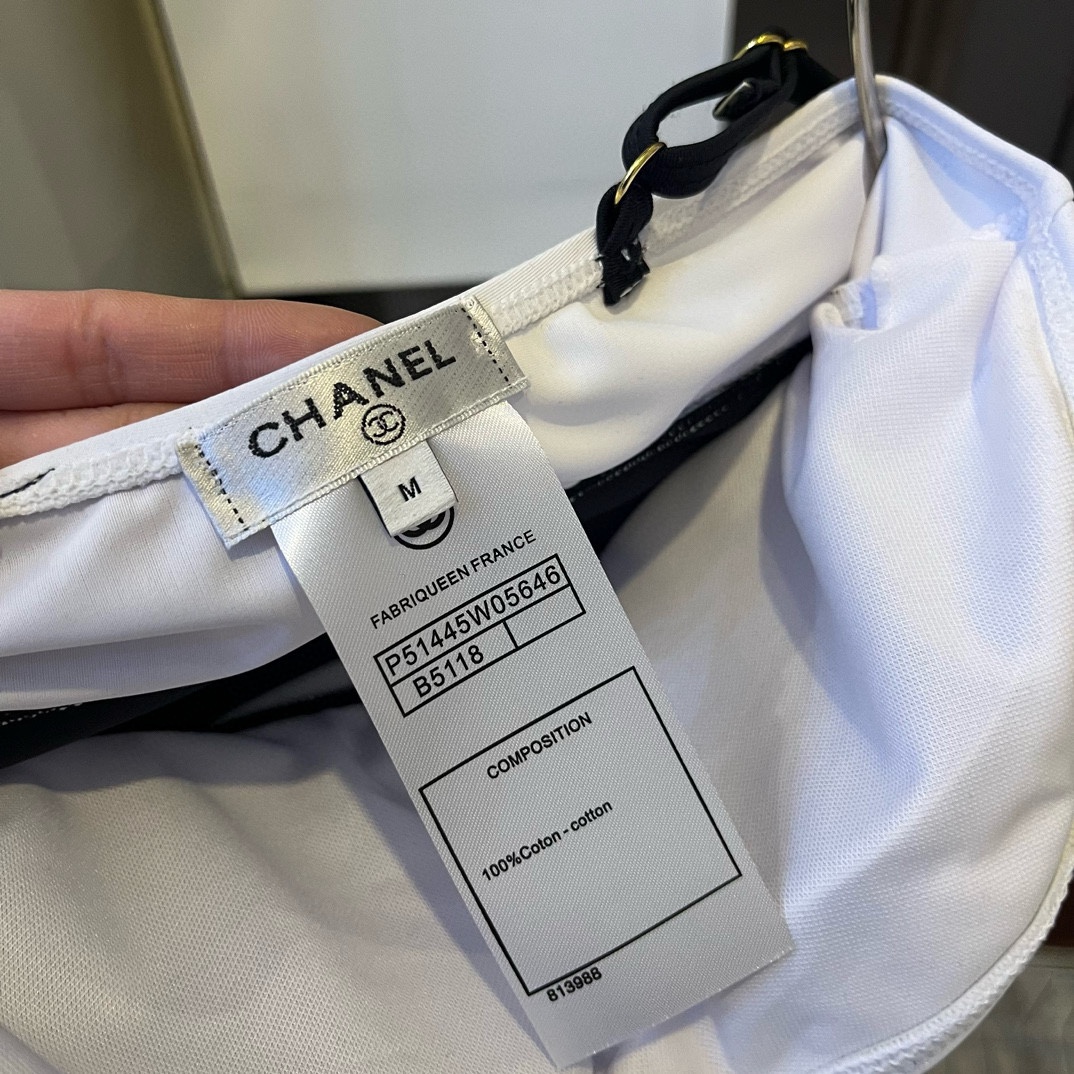 CHANEL
M
FABRIQUEEN FRANCE
P51445W05646
B5118
COMPOSITION
100%Coton - cotton
813988